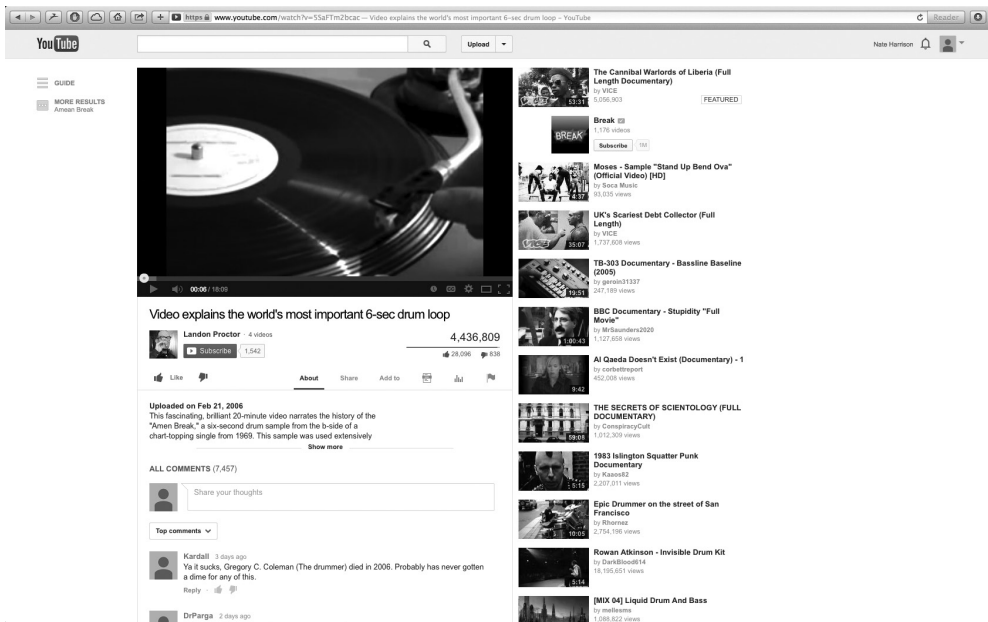 https www.youtube.com/watch?v=5SaFTm2bcac — Video explains the world's most important 6-sec drum loop – YouTube
Reader
YouTube
Upload
Nate Harrison
GUIDE
MORE RESULTS
Amean Break
00:06 / 18:09
Video explains the world's most important 6-sec drum loop
Landon Proctor · 4 videos
Subscribe 1,542
4,436,809
28,096 838
Like
About Share Add to
Uploaded on Feb 21, 2006
This fascinating, brilliant 20-minute video narrates the history of the
"Amen Break," a six-second drum sample from the b-side of a
chart-topping single from 1969. This sample was used extensively
Show more
ALL COMMENTS (7,457)
Share your thoughts
Top comments
Kardall 3 days ago
Ya it sucks, Gregory C. Coleman (The drummer) died in 2006. Probably has never gotten
a dime for any of this.
Reply ·
DrParga 2 days ago
The Cannibal Warlords of Liberia (Full
Length Documentary)
by VICE
5,056,903
FEATURED
53:31
BREAK
Break
1,176 videos
Subscribe 1M
Moses - Sample "Stand Up Bend Ova"
(Official Video) [HD]
by Soca Music
93,035 views
4:37
UK's Scariest Debt Collector (Full
Length)
by VICE
1,737,608 views
35:07
TB-303 Documentary - Bassline Baseline
(2005)
by geroin31337
247,189 views
19:51
BBC Documentary - Stupidity "Full
Movie"
by MrSaunders2020
1,127,658 views
1:00:43
Al Qaeda Doesn't Exist (Documentary) - 1
by corbettreport
452,008 views
9:42
THE SECRETS OF SCIENTOLOGY (FULL
DOCUMENTARY)
by ConspiracyCult
1,012,309 views
59:08
1983 Islington Squatter Punk
Documentary
by Kasos82
2,207,011 views
5:15
Epic Drummer on the street of San
Francisco
by Rhornez
2,754,196 views
10:05
Rowan Atkinson - Invisible Drum Kit
by DarkBlood614
18,195,651 views
5:14
[MIX 04] Liquid Drum And Bass
by mellesms
1,088,822 views